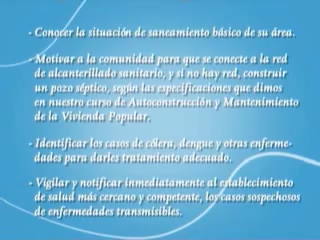 - Conocer la situación de saneamiento básico de su área.
- Motivar a la comunidad para que se conecte a la red
de alcantarillado sanitario, y si no hay red, construir
un pozo séptico, según las especificaciones que dimos
en nuestro curso de Autoconstrucción y Mantenimiento
de la Vivienda Popular.
- Identificar los casos de cólera, dengue y otras enferme-
dades para darles tratamiento adecuado.
- Vigilar y notificar inmediatamente al establecimiento
de salud más cercano y competente, los casos sospechosos
de enfermedades transmisibles.